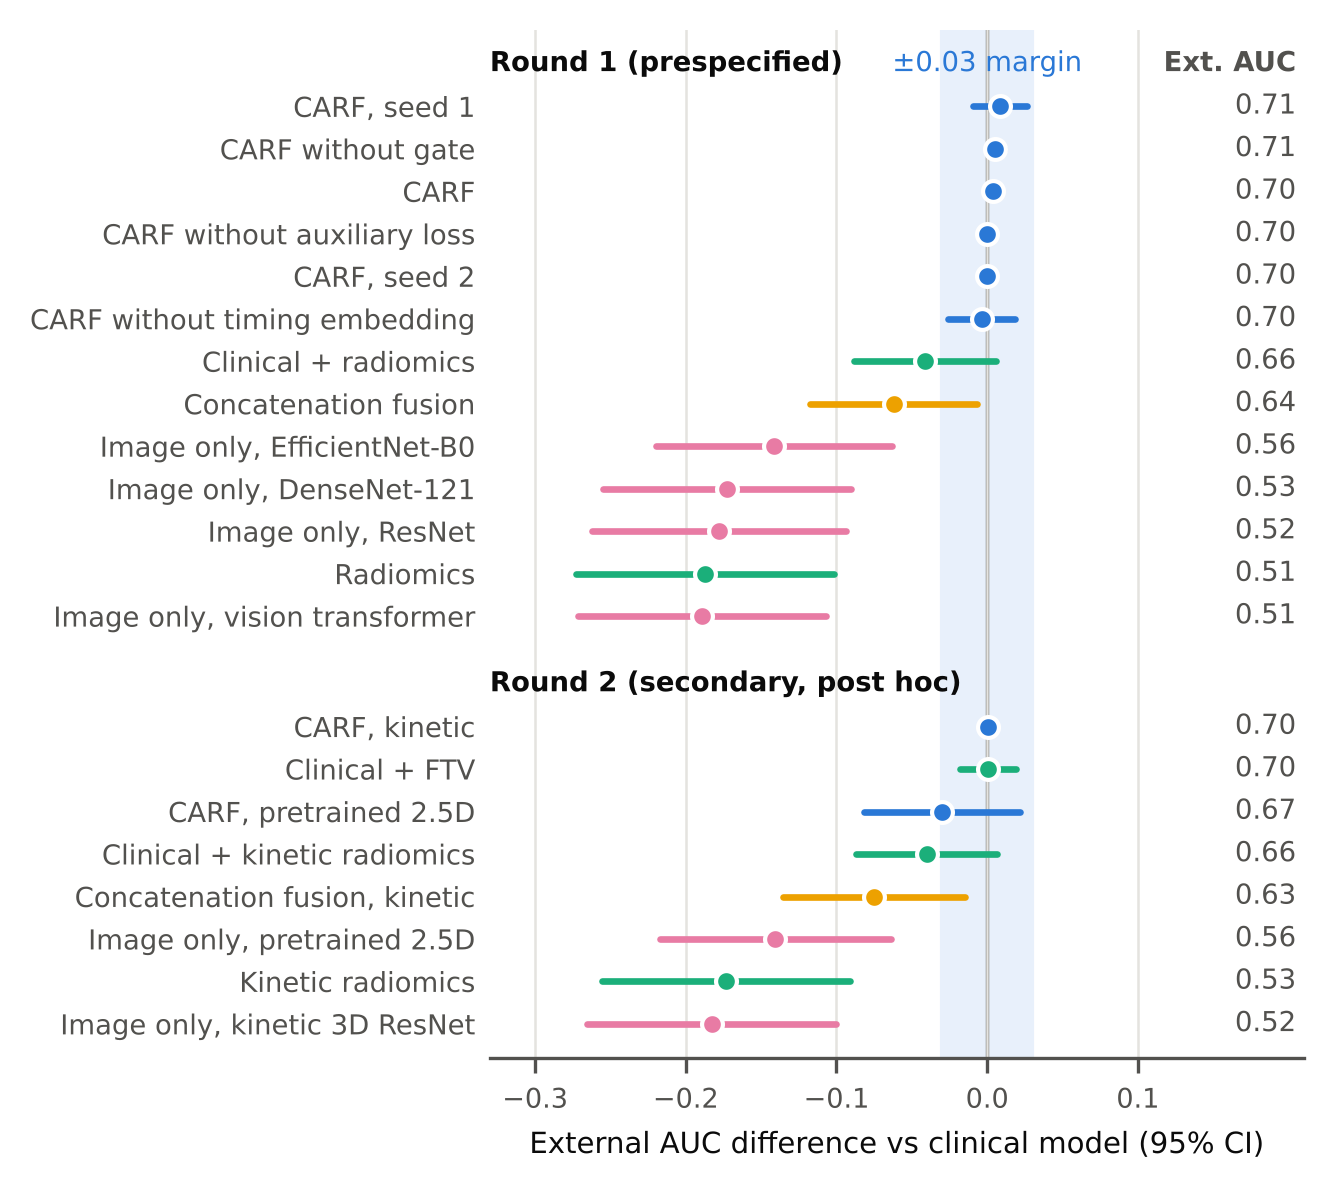 Round 1 (prespecified) ±0.03 margin Ext. AUC
CARF, seed 1 0.71
CARF without gate 0.71
CARF 0.70
CARF without auxiliary loss 0.70
CARF, seed 2 0.70
CARF without timing embedding 0.70
Clinical + radiomics 0.66
Concatenation fusion 0.64
Image only, EfficientNet-B0 0.56
Image only, DenseNet-121 0.53
Image only, ResNet 0.52
Radiomics 0.51
Image only, vision transformer 0.51
Round 2 (secondary, post hoc)
CARF, kinetic 0.70
Clinical + FTV 0.70
CARF, pretrained 2.5D 0.67
Clinical + kinetic radiomics 0.66
Concatenation fusion, kinetic 0.63
Image only, pretrained 2.5D 0.56
Kinetic radiomics 0.53
Image only, kinetic 3D ResNet 0.52
−0.3 −0.2 −0.1 0.0 0.1
External AUC difference vs clinical model (95% CI)